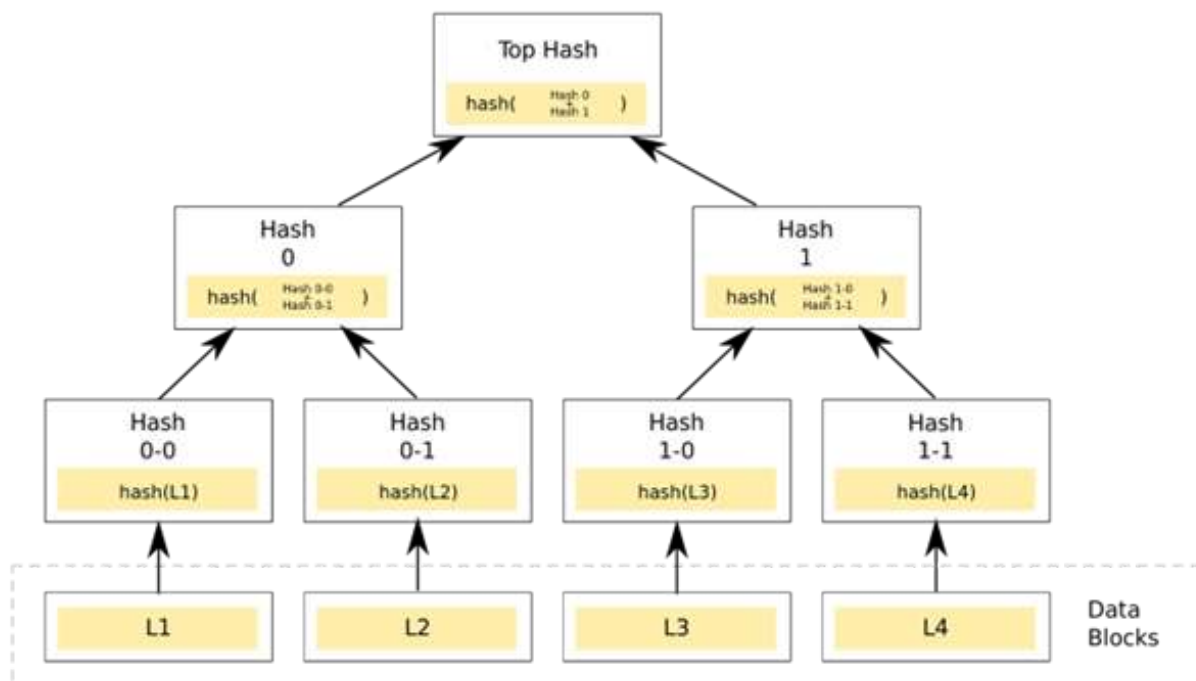 Top Hash
hash( Hash 0 + Hash 1 )
Hash
0
hash( Hash 0-0 + Hash 0-1 )
Hash
1
hash( Hash 1-0 + Hash 1-1 )
Hash
0-0
hash(L1)
Hash
0-1
hash(L2)
Hash
1-0
hash(L3)
Hash
1-1
hash(L4)
L1
L2
L3
L4
Data
Blocks